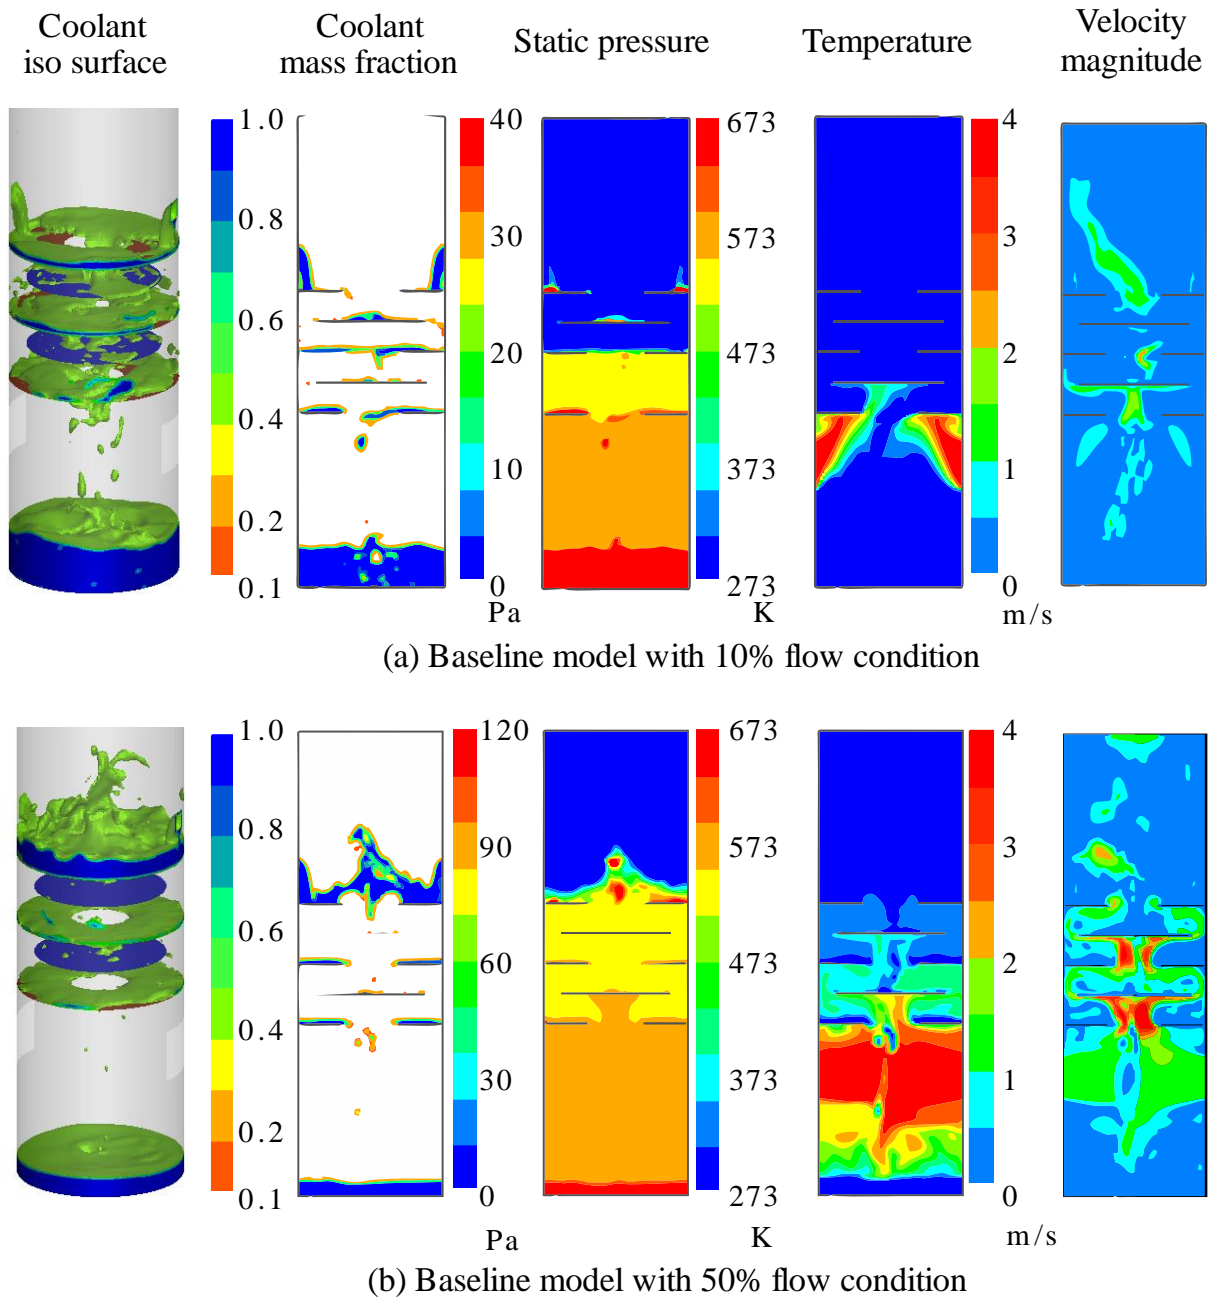 Coolant
iso surface
Coolant
mass fraction
Static pressure
Temperature
Velocity
magnitude
1.0
0.8
0.6
0.4
0.2
0.1
40
30
20
10
0
Pa
673
573
473
373
273
K
4
3
2
1
0
m/s
(a) Baseline model with 10% flow condition
1.0
0.8
0.6
0.4
0.2
0.1
120
90
60
30
0
Pa
673
573
473
373
273
K
4
3
2
1
0
m/s
(b) Baseline model with 50% flow condition